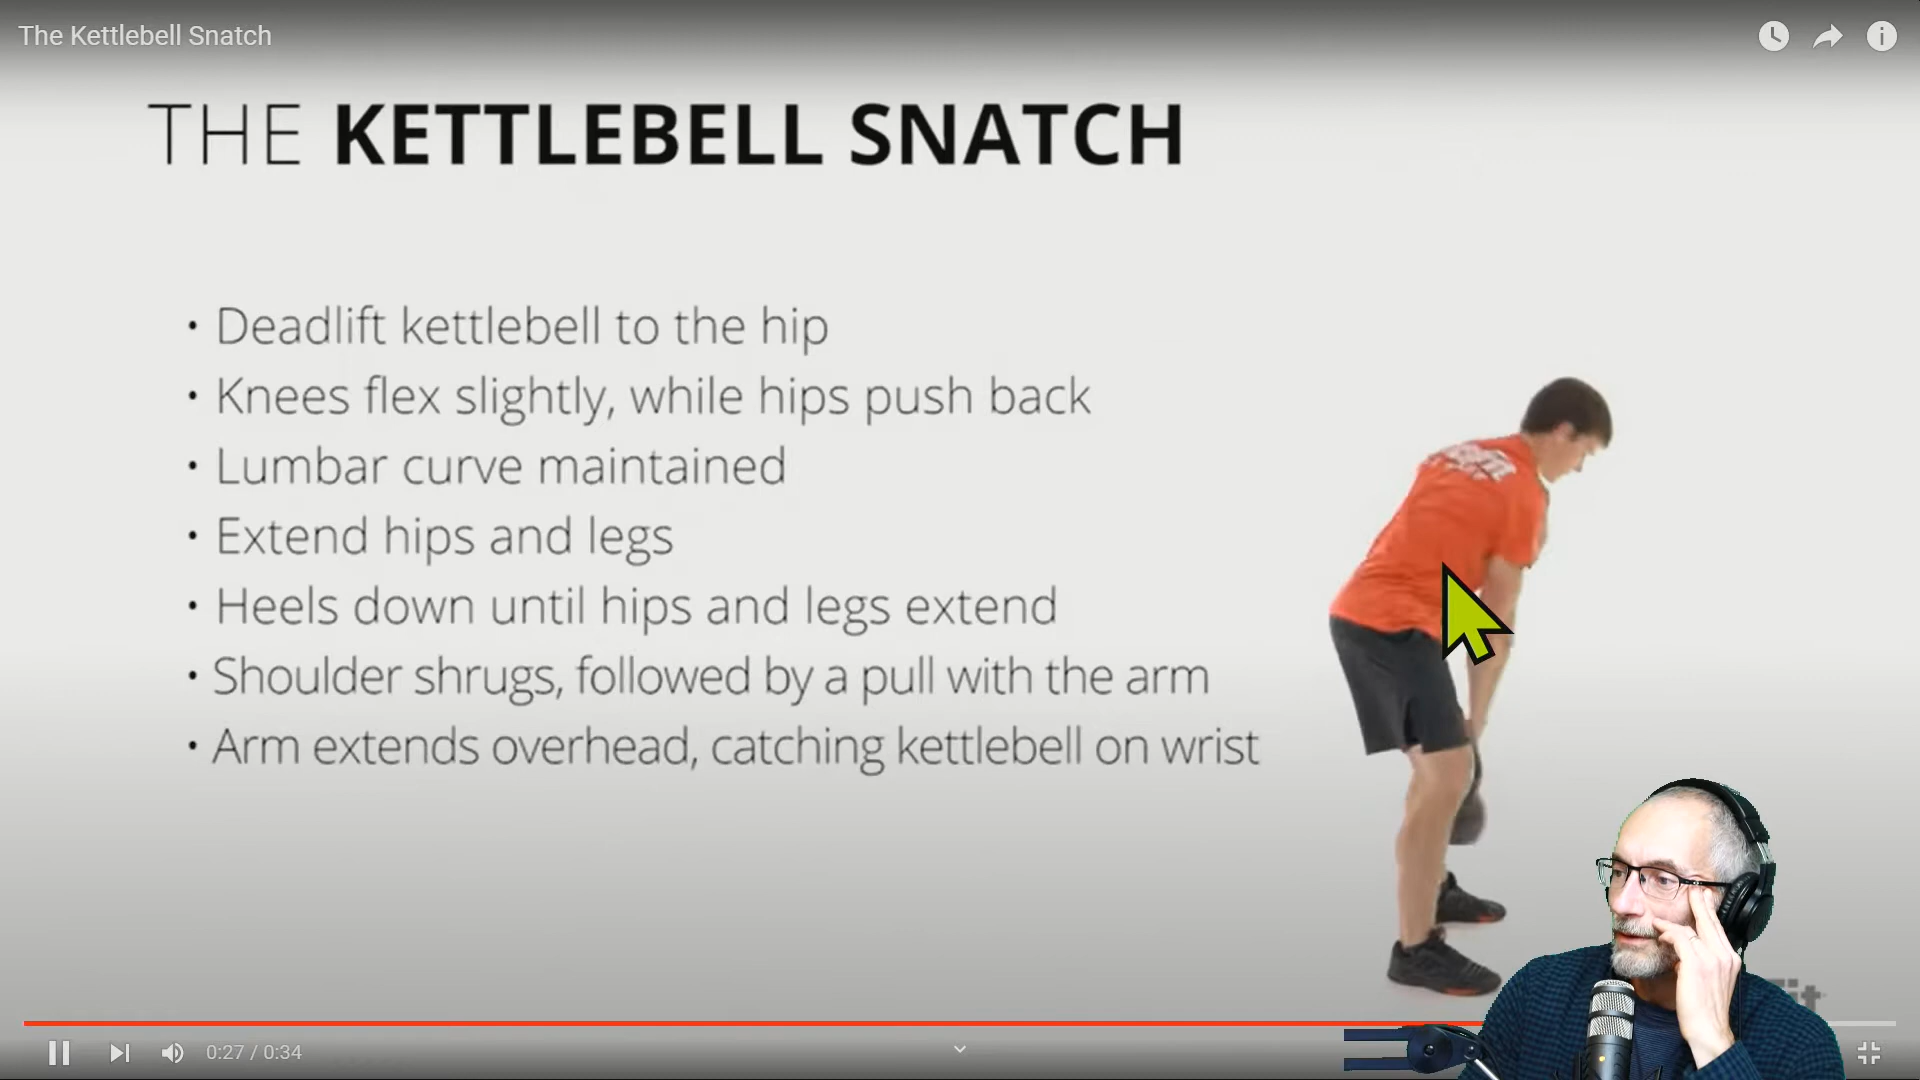 The Kettlebell Snatch
THE KETTLEBELL SNATCH
• Deadlift kettlebell to the hip
• Knees flex slightly, while hips push back
• Lumbar curve maintained
• Extend hips and legs
• Heels down until hips and legs extend
• Shoulder shrugs, followed by a pull with the arm
• Arm extends overhead, catching kettlebell on wrist
0:27 / 0:34